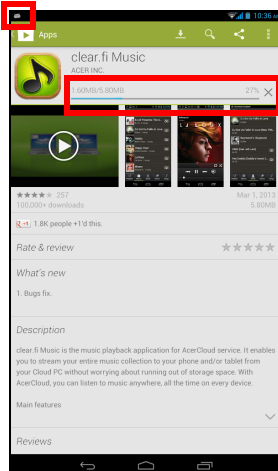 10:36
Apps
clear.fi Music
ACER INC.
1.60MB/5.80MB 27%
257 Mar 1, 2013
100,000+ downloads 5.80MB
+1 1.8K people +1'd this.
Rate & review
What's new
1. Bugs fix.
Description
clear.fi Music is the music playback application for AcerCloud service. It enables
you to stream your entire music collection to your phone and/or tablet from
your Cloud PC without worrying about running out of storage space. With
AcerCloud, you can listen to music anywhere, all the time on every device.
Main features
Reviews